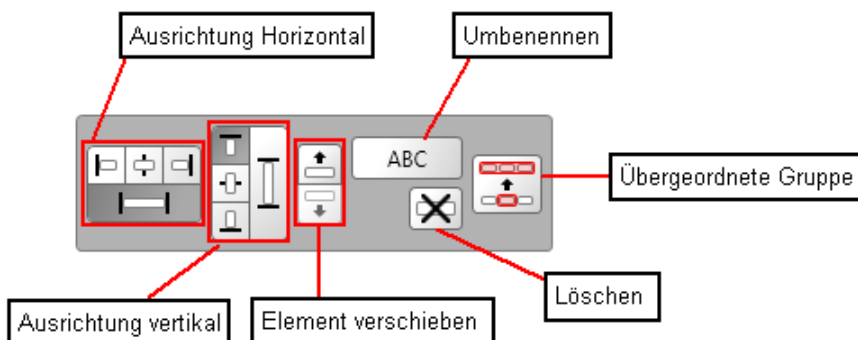 Ausrichtung Horizontal
Umbenennen
ABC
Übergeordnete Gruppe
Löschen
Ausrichtung vertikal
Element verschieben